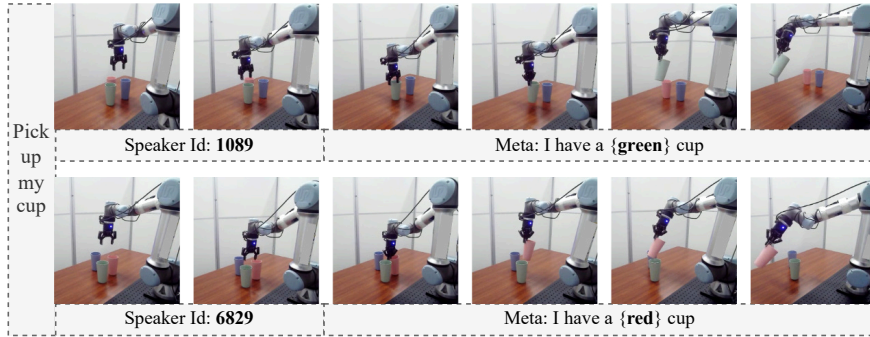 Pick
up
my
cup
Speaker Id: 1089
Meta: I have a {green} cup
Speaker Id: 6829
Meta: I have a {red} cup